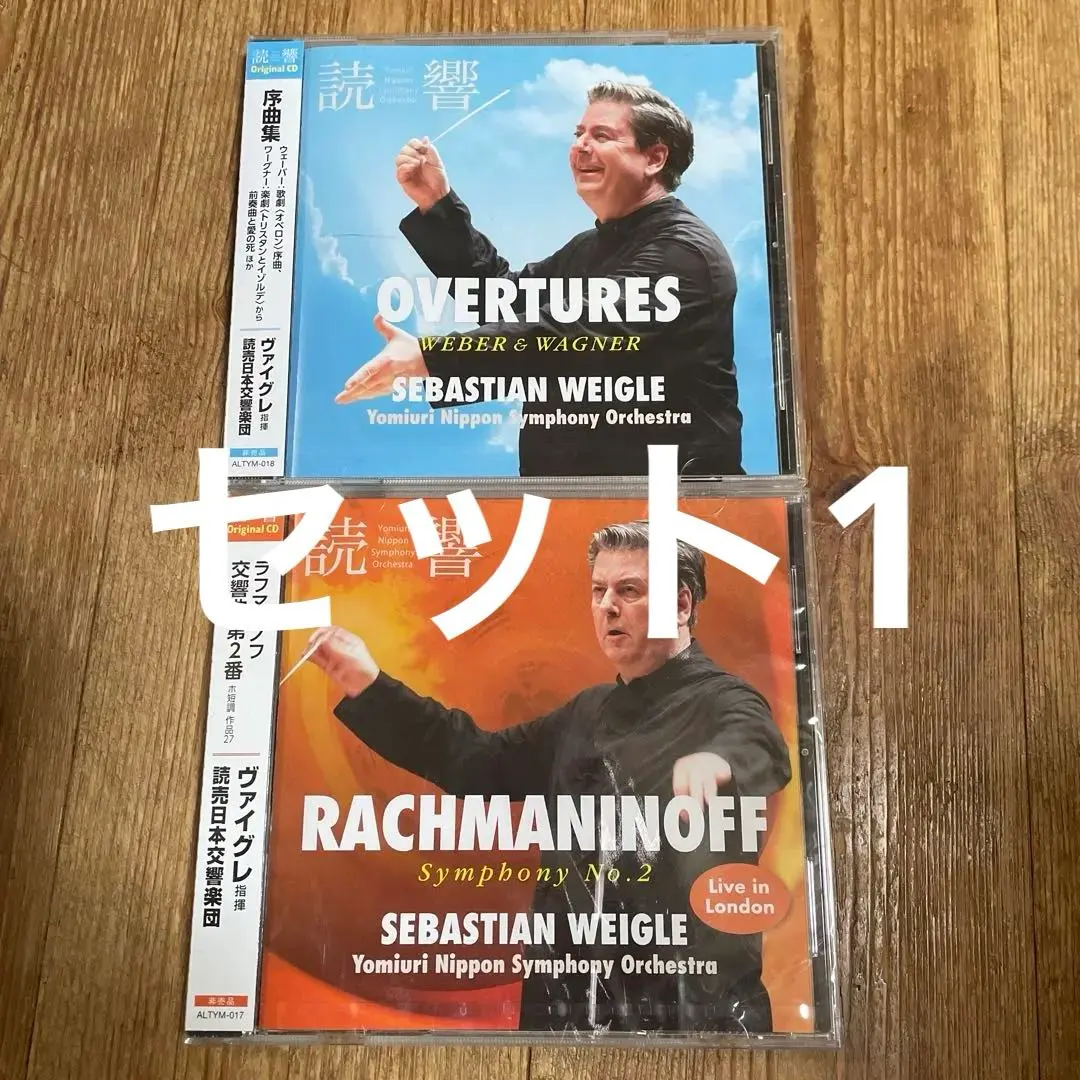 読響
Original CD
序曲集
ウェーバー:歌劇〈オベロン〉序曲、
ワーグナー:楽劇〈トリスタンとイゾルデ〉から
前奏曲と愛の死 ほか
ヴァイグレ 指揮
読売日本交響楽団
非売品
ALTYM-018
読響
Yomiuri
Nippon
Symphony
Orchestra
OVERTURES
WEBER & WAGNER
SEBASTIAN WEIGLE
Yomiuri Nippon Symphony Orchestra
セット1
Original CD
交響 第2番
ホ短調 作品27
ヴァイグレ 指揮
読売日本交響楽団
非売品
ALTYM-017
読響
Yomiuri
Nippon
Symphony
Orchestra
RACHMANINOFF
Symphony No.2
Live in
London
SEBASTIAN WEIGLE
Yomiuri Nippon Symphony Orchestra